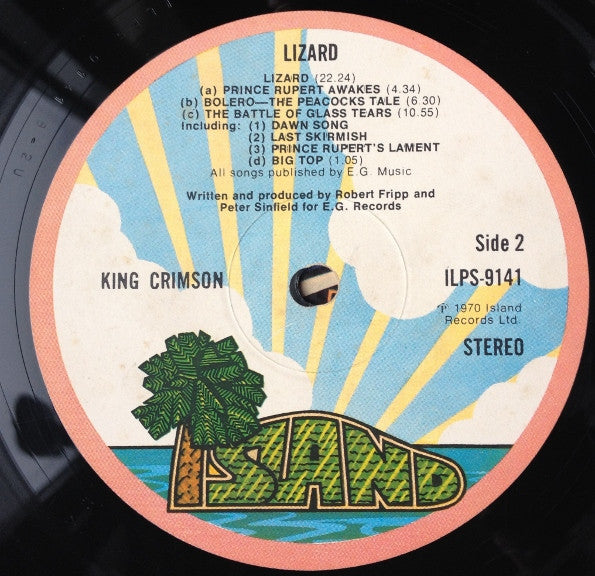 LIZARD
LIZARD (22.24)
(a) PRINCE RUPERT AWAKES (4.34)
(b) BOLERO—THE PEACOCKS TALE (6.30)
(c) THE BATTLE OF GLASS TEARS (10.55)
Including: (1) DAWN SONG
(2) LAST SKIRMISH
(3) PRINCE RUPERT'S LAMENT
(d) BIG TOP (1.05)
All songs published by E.G. Music
Written and produced by Robert Fripp and
Peter Sinfield for E.G. Records
Side 2
KING CRIMSON
ILPS-9141
℗ 1970 Island
Records Ltd.
STEREO
ISLAND